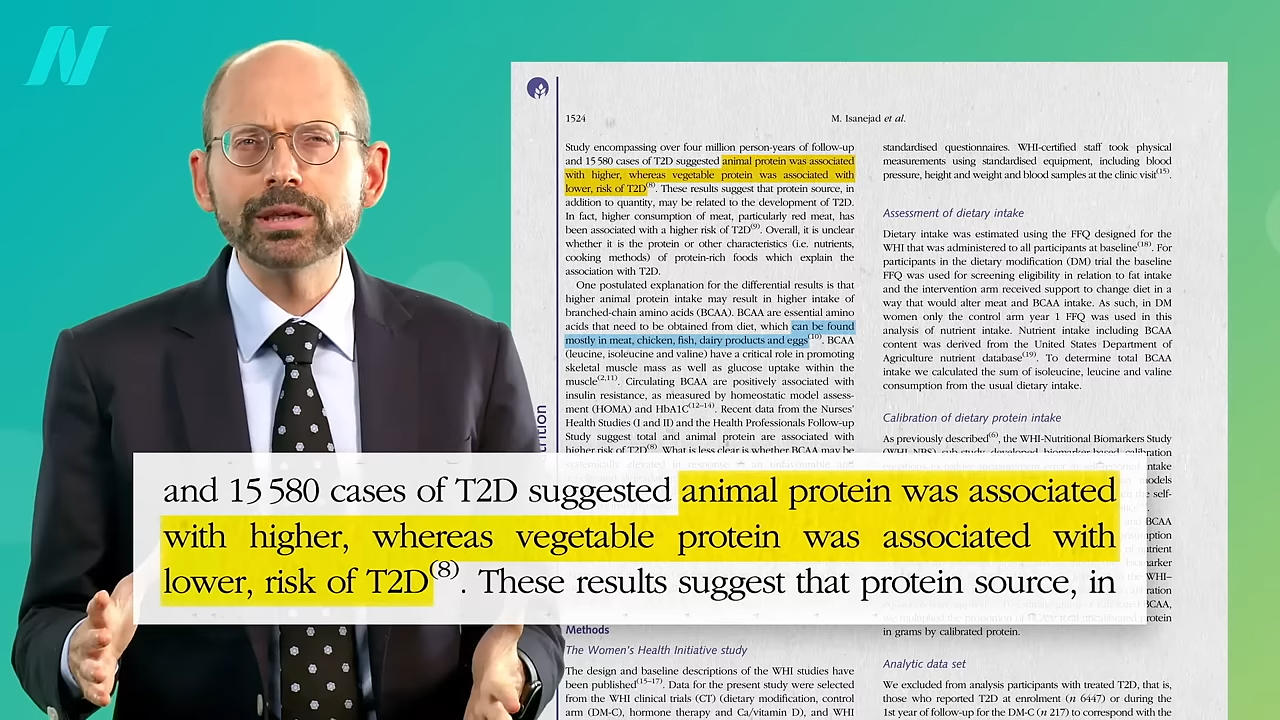 1524
M. Isanejad et al.
Study encompassing over four million person-years of follow-up
and 15 580 cases of T2D suggested animal protein was associated
with higher, whereas vegetable protein was associated with
lower, risk of T2D(8). These results suggest that protein source, in
addition to quantity, may be related to the development of T2D.
In fact, higher consumption of meat, particularly red meat, has
been associated with a higher risk of T2D(9). Overall, it is unclear
whether it is the protein or other characteristics (i.e. nutrients,
cooking methods) of protein-rich foods which explain the
association with T2D.
One postulated explanation for the differential results is that
higher animal protein intake may result in higher intake of
branched-chain amino acids (BCAA). BCAA are essential amino
acids that need to be obtained from diet, which can be found
mostly in meat, chicken, fish, dairy products and eggs(10). BCAA
(leucine, isoleucine and valine) have a critical role in promoting
skeletal muscle mass as well as glucose uptake within the
muscle(2,11). Circulating BCAA are positively associated with
insulin resistance, as measured by homeostatic model assess-
ment (HOMA) and HbA1C(12–14). Recent data from the Nurses'
Health Studies (I and II) and the Health Professionals Follow-up
Study suggest total and animal protein are associated with
higher risk of T2D(8). What is less clear is whether BCAA may be
and 15 580 cases of T2D suggested animal protein was associated
with higher, whereas vegetable protein was associated with
lower, risk of T2D(8). These results suggest that protein source, in
Methods
The Women's Health Initiative study
The design and baseline descriptions of the WHI studies have
been published(15–17). Data for the present study were selected
from the WHI clinical trials (CT) (dietary modification, control
arm (DM-C), hormone therapy and Ca/vitamin D), and WHI
standardised questionnaires. WHI-certified staff took physical
measurements using standardised equipment, including blood
pressure, height and weight and blood samples at the clinic visit(15).
Assessment of dietary intake
Dietary intake was estimated using the FFQ designed for the
WHI that was administered to all participants at baseline(18). For
participants in the dietary modification (DM) trial the baseline
FFQ was used for screening eligibility in relation to fat intake
and the intervention arm received support to change diet in a
way that would alter meat and BCAA intake. As such, in DM
women only the control arm year 1 FFQ was used in this
analysis of nutrient intake. Nutrient intake including BCAA
content was derived from the United States Department of
Agriculture nutrient database(19). To determine total BCAA
intake we calculated the sum of isoleucine, leucine and valine
consumption from the usual dietary intake.
Calibration of dietary protein intake
As previously described(6), the WHI-Nutritional Biomarkers Study
in grams by calibrated protein.
Analytic data set
We excluded from analysis participants with treated T2D, that is,
those who reported T2D at enrolment (n 6447) or during the
1st year of follow-up for the DM-C (n 217) to correspond with the